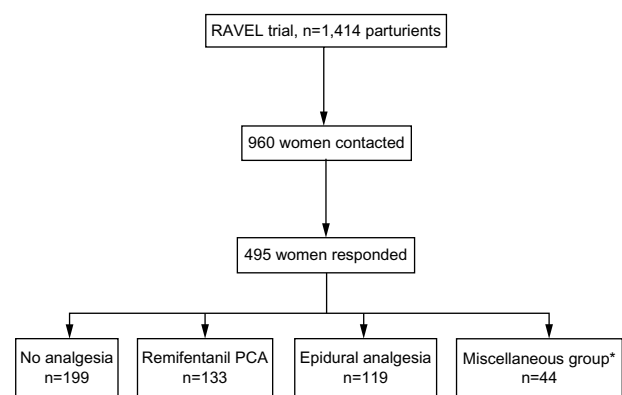 RAVEL trial, n=1,414 parturients
960 women contacted
495 women responded
No analgesia
n=199
Remifentanil PCA
n=133
Epidural analgesia
n=119
Miscellaneous group*
n=44